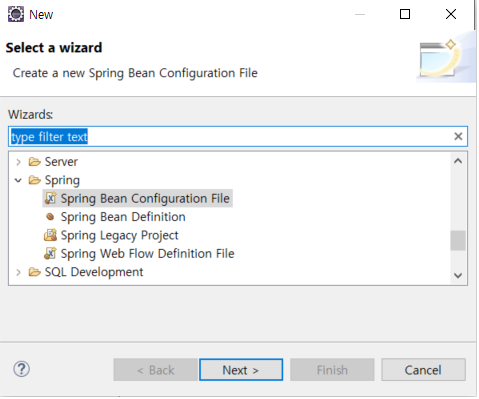 New
Select a wizard
Create a new Spring Bean Configuration File
Wizards:
type filter text
Server
Spring
Spring Bean Configuration File
Spring Bean Definition
Spring Legacy Project
Spring Web Flow Definition File
SQL Development
?
< Back
Next >
Finish
Cancel